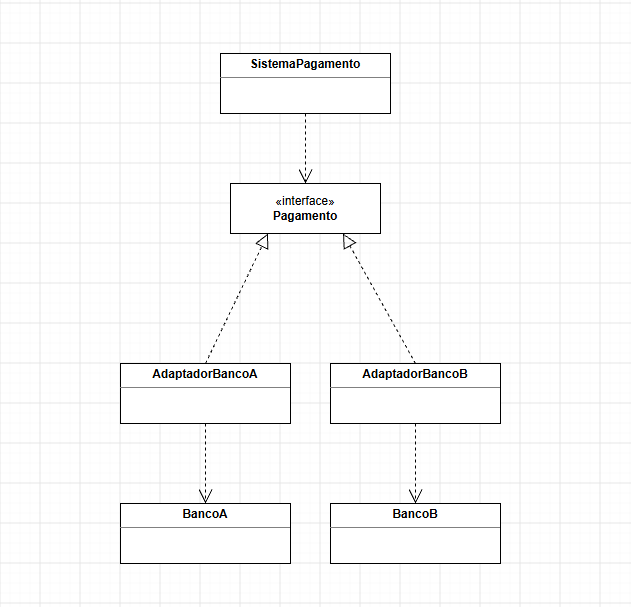 SistemaPagamento
«interface»
Pagamento
AdaptadorBancoA
AdaptadorBancoB
BancoA
BancoB